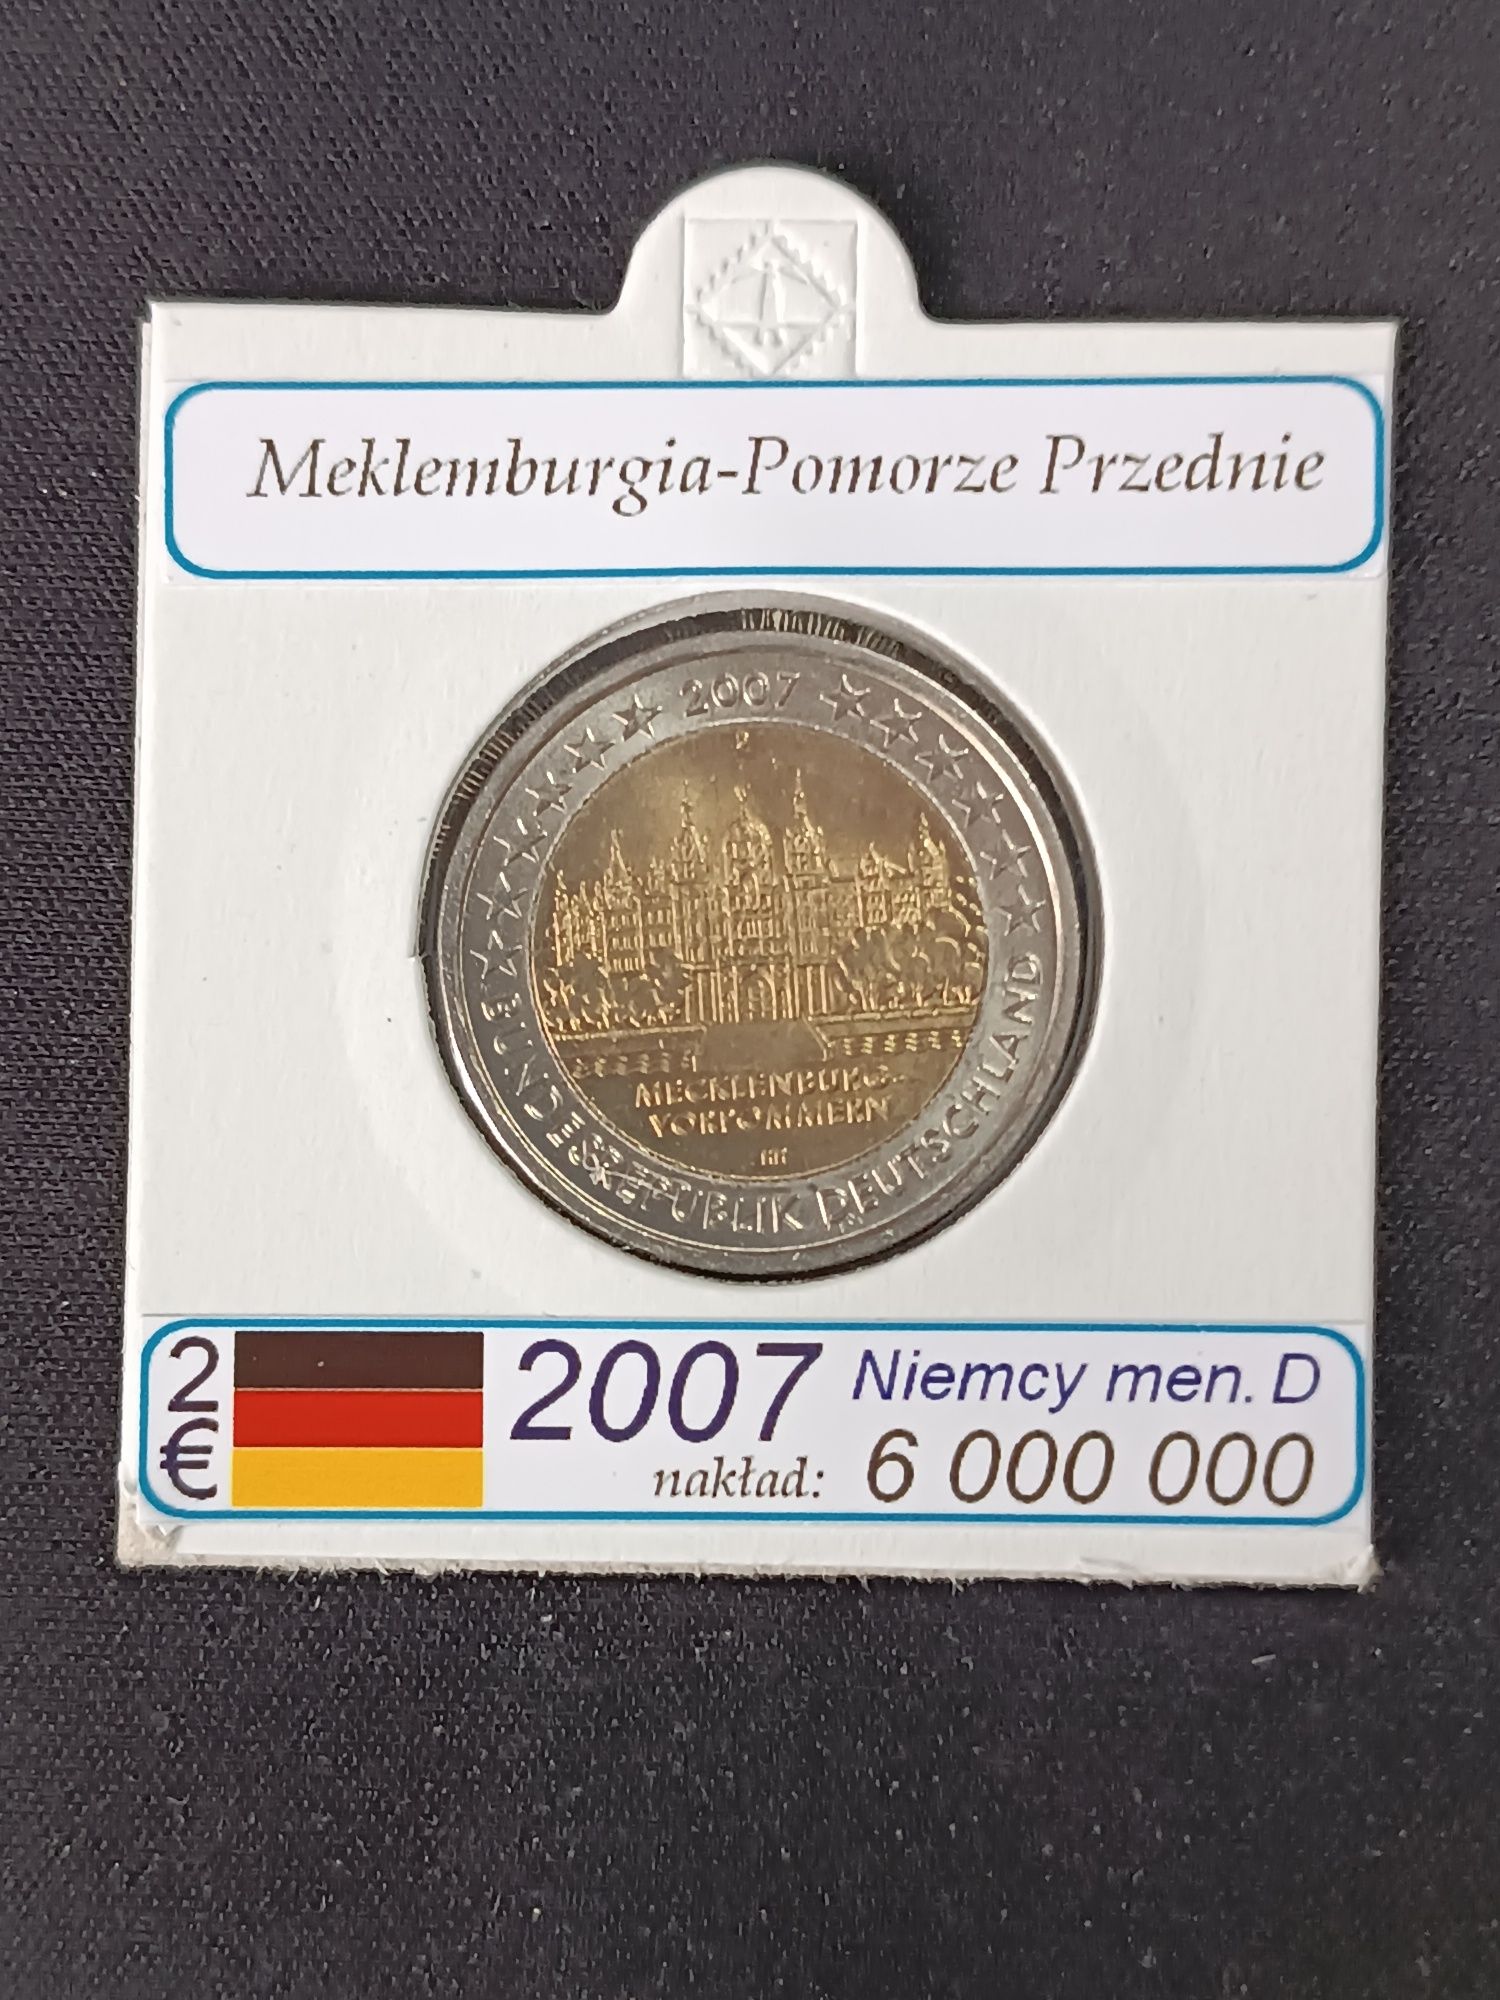 Meklemburgia-Pomorze Przednie
2007
BUNDESREPUBLIK DEUTSCHLAND
MECKLENBURG-
VORPOMMERN
2 €
2007
Niemcy men. D
nakład: 6 000 000